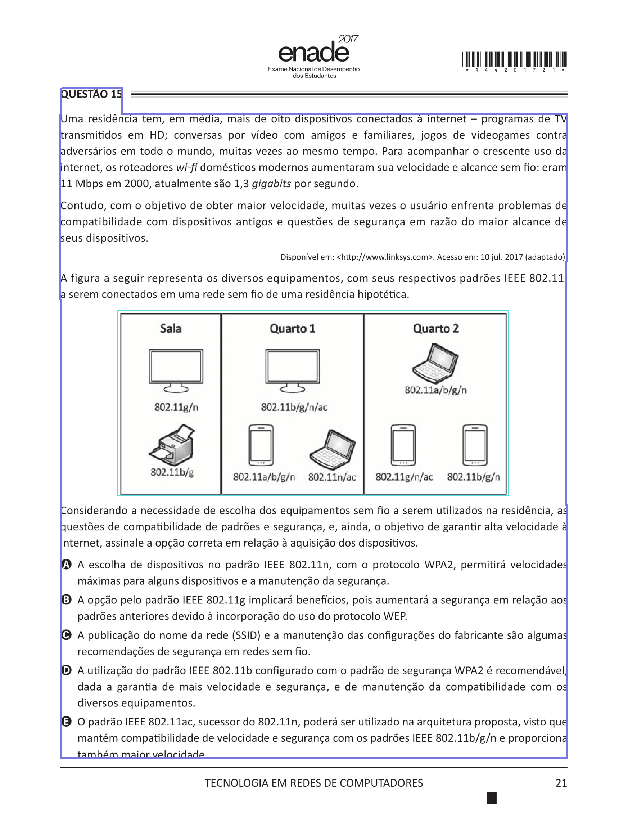 enade 2017
Exame Nacional de Desempenho
dos Estudantes
QUESTÃO 15
Uma residência tem, em média, mais de oito dispositivos conectados à internet – programas de TV
transmitidos em HD; conversas por vídeo com amigos e familiares, jogos de videogames contra
adversários em todo o mundo, muitas vezes ao mesmo tempo. Para acompanhar o crescente uso da
internet, os roteadores wi-fi domésticos modernos aumentaram sua velocidade e alcance sem fio: eram
11 Mbps em 2000, atualmente são 1,3 gigabits por segundo.
Contudo, com o objetivo de obter maior velocidade, muitas vezes o usuário enfrenta problemas de
compatibilidade com dispositivos antigos e questões de segurança em razão do maior alcance de
seus dispositivos.
Disponível em: <http://www.linksys.com>. Acesso em: 10 jul. 2017 (adaptado)
A figura a seguir representa os diversos equipamentos, com seus respectivos padrões IEEE 802.11
a serem conectados em uma rede sem fio de uma residência hipotética.
Sala
Quarto 1
Quarto 2
802.11a/b/g/n
802.11g/n
802.11b/g/n/ac
802.11b/g
802.11a/b/g/n
802.11n/ac
802.11g/n/ac
802.11b/g/n
Considerando a necessidade de escolha dos equipamentos sem fio a serem utilizados na residência, as
questões de compatibilidade de padrões e segurança, e, ainda, o objetivo de garantir alta velocidade à
internet, assinale a opção correta em relação à aquisição dos dispositivos.
A A escolha de dispositivos no padrão IEEE 802.11n, com o protocolo WPA2, permitirá velocidades
máximas para alguns dispositivos e a manutenção da segurança.
B A opção pelo padrão IEEE 802.11g implicará benefícios, pois aumentará a segurança em relação aos
padrões anteriores devido à incorporação do uso do protocolo WEP.
C A publicação do nome da rede (SSID) e a manutenção das configurações do fabricante são algumas
recomendações de segurança em redes sem fio.
D A utilização do padrão IEEE 802.11b configurado com o padrão de segurança WPA2 é recomendável,
dada a garantia de mais velocidade e segurança, e de manutenção da compatibilidade com os
diversos equipamentos.
E O padrão IEEE 802.11ac, sucessor do 802.11n, poderá ser utilizado na arquitetura proposta, visto que
mantém compatibilidade de velocidade e segurança com os padrões IEEE 802.11b/g/n e proporciona
também maior velocidade
TECNOLOGIA EM REDES DE COMPUTADORES 21